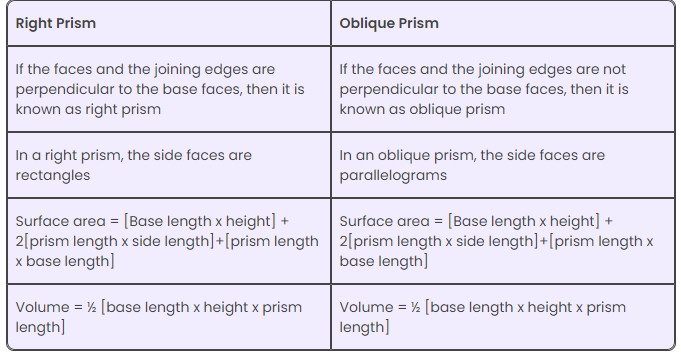 Right Prism
Oblique Prism
If the faces and the joining edges are
perpendicular to the base faces, then it is
known as right prism
If the faces and the joining edges are not
perpendicular to the base faces, then it is
known as oblique prism
In a right prism, the side faces are
rectangles
In an oblique prism, the side faces are
parallelograms
Surface area = [Base length x height] +
2[prism length x side length]+[prism length
x base length]
Surface area = [Base length x height] +
2[prism length x side length]+[prism length x
base length]
Volume = ½ [base length x height x prism
length]
Volume = ½ [base length x height x prism
length]